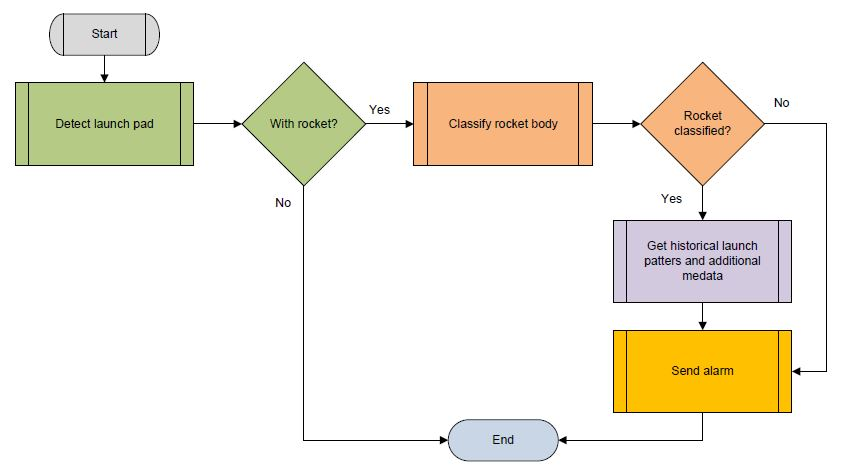 Start
Detect launch pad
With rocket?
Yes
Classify rocket body
Rocket
classified?
No
No
Yes
Get historical launch
patters and additional
medata
Send alarm
End